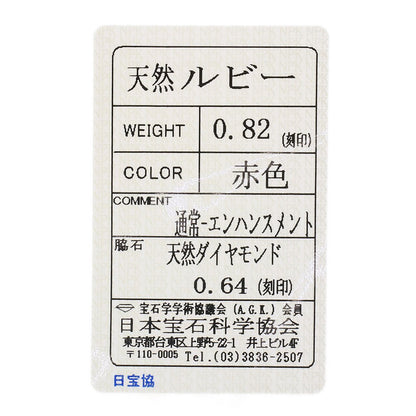 天然 ルビー
WEIGHT 0.82 (刻印)
COLOR 赤色
COMMENT
通常-エンハンスメント
脇石 天然ダイヤモンド
0.64 (刻印)
宝石学学術協議会 (A.G.K.) 会員
日本宝石科学協会
東京都台東区上野5-22-1 井上ビル4F
〒110-0005 Tel.(03)3836-2507
日宝協